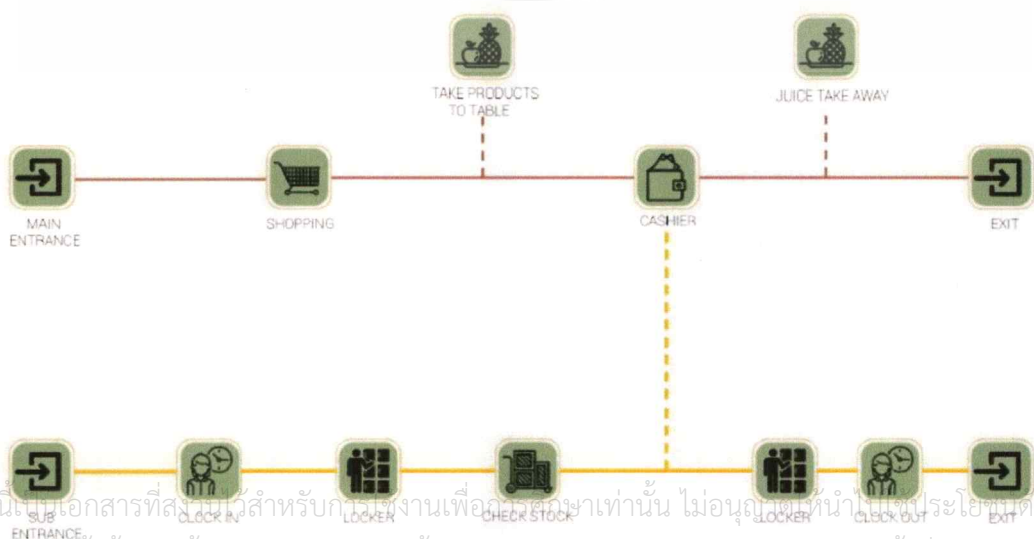 TAKE PRODUCTS
TO TABLE
JUICE TAKE AWAY
MAIN
ENTRANCE
SHOPPING
CASHIER
EXIT
นี้เป็นเอกสารที่สงวนไว้สำหรับการใช้งานเพื่อการศึกษาเท่านั้น ไม่อนุญาตให้นำไปใช้ประโยชน์ด
SUB
ENTRANCE
CLOCK IN
LOCKER
CHECK STOCK
LOCKER
CLOCK OUT
EXIT